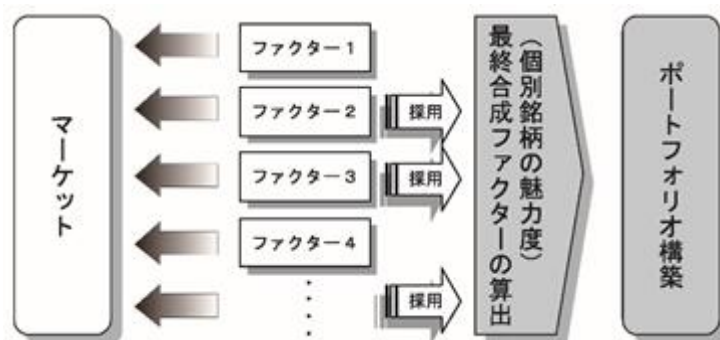 マーケット
ファクター1
ファクター2
採用
ファクター3
採用
ファクター4
採用
最終合成ファクターの算出
（個別銘柄の魅力度）
ポートフォリオ構築